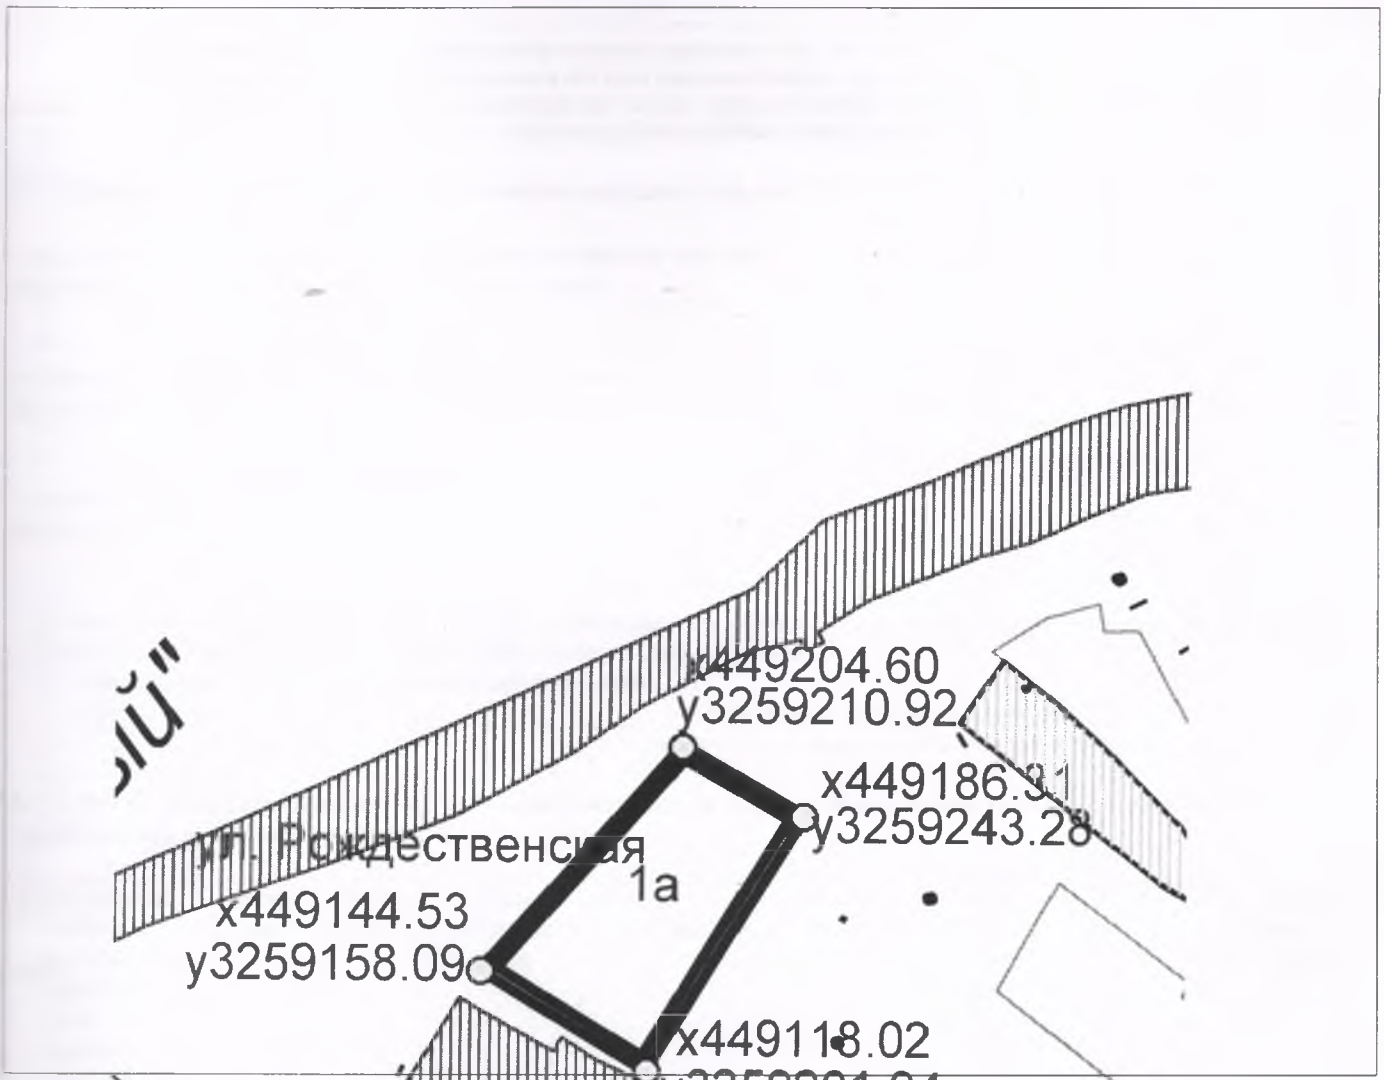 ый"
x449204.60
y3259210.92
x449186.31
y3259243.28
ул. Рождественская
1а
x449144.53
y3259158.09
x449118.02